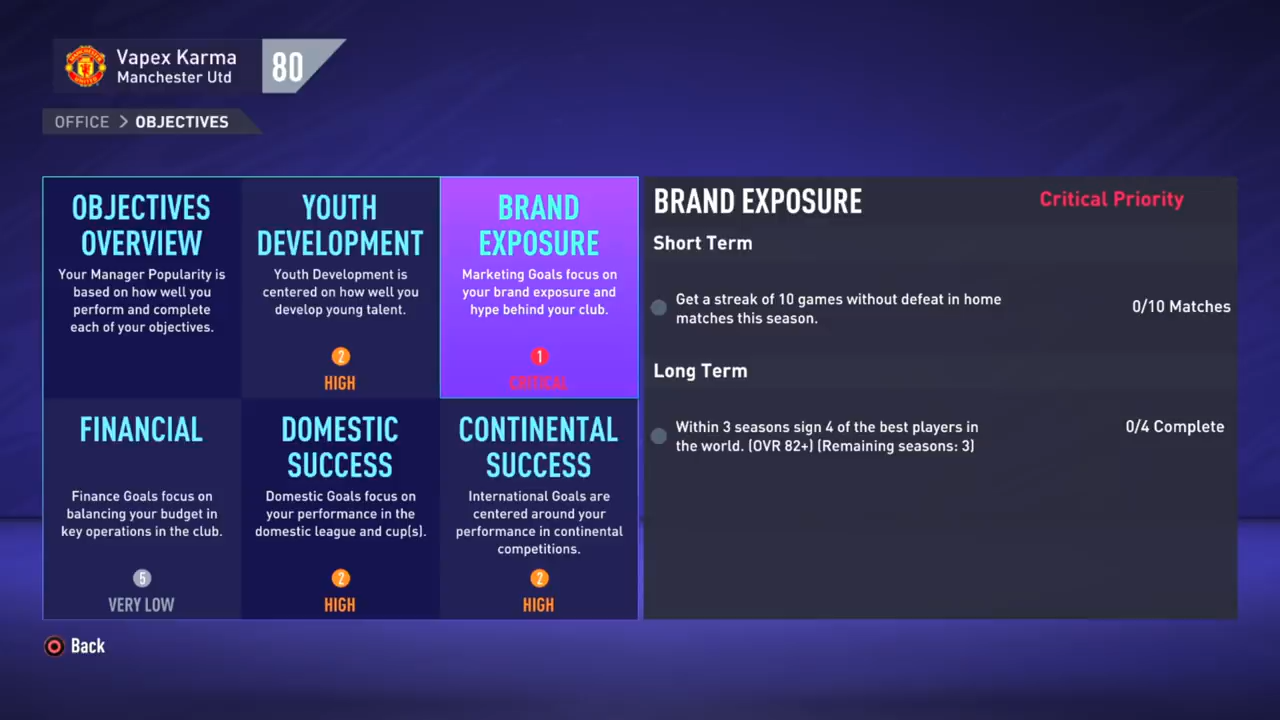 Vapex Karma
Manchester Utd
80
OFFICE > OBJECTIVES
OBJECTIVES
OVERVIEW
Your Manager Popularity is
based on how well you
perform and complete
each of your objectives.
YOUTH
DEVELOPMENT
Youth Development is
centered on how well you
develop young talent.
2
HIGH
BRAND
EXPOSURE
Marketing Goals focus on
your brand exposure and
hype behind your club.
1
CRITICAL
FINANCIAL
Finance Goals focus on
balancing your budget in
key operations in the club.
5
VERY LOW
DOMESTIC
SUCCESS
Domestic Goals focus on
your performance in the
domestic league and cup(s).
2
HIGH
CONTINENTAL
SUCCESS
International Goals are
centered around your
performance in continental
competitions.
2
HIGH
BRAND EXPOSURE
Critical Priority
Short Term
Get a streak of 10 games without defeat in home
matches this season.
0/10 Matches
Long Term
Within 3 seasons sign 4 of the best players in
the world. (OVR 82+) (Remaining seasons: 3)
0/4 Complete
Back